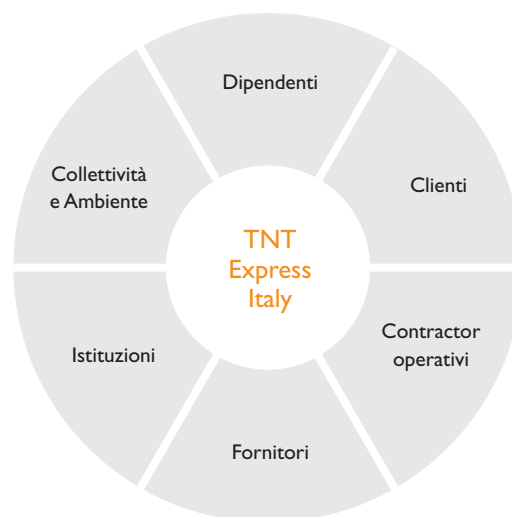 Dipendenti
Clienti
Contractor
operativi
Fornitori
Istituzioni
Collettività
e Ambiente
TNT
Express
Italy